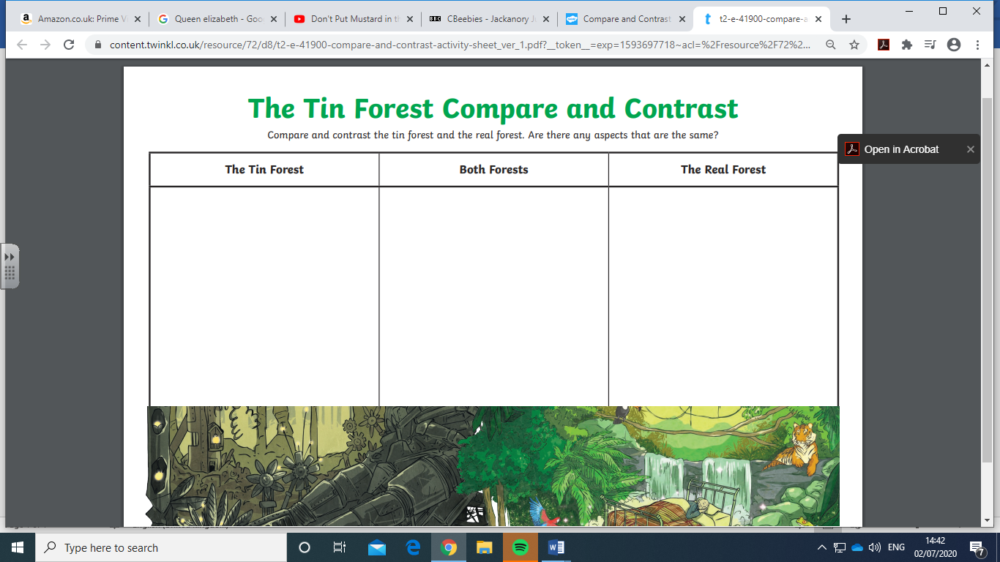 Amazon.co.uk: Prime V
Queen elizabeth - Goo
Don't Put Mustard in th
BBC CBeebies - Jackanory J
twinkl Compare and Contrast
t t2-e-41900-compare-a
content.twinkl.co.uk/resource/72/d8/t2-e-41900-compare-and-contrast-activity-sheet_ver_1.pdf?__token__=exp=1593697718~acl=%2Fresource%2F72%2...
The Tin Forest Compare and Contrast
Compare and contrast the tin forest and the real forest. Are there any aspects that are the same?
Open in Acrobat
The Tin Forest
Both Forests
The Real Forest
Type here to search
ENG
14:42
02/07/2020
7